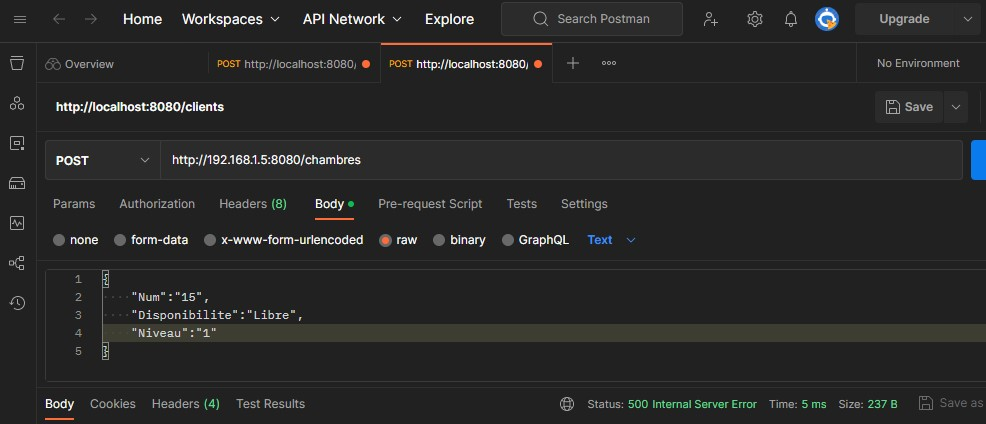 Home Workspaces API Network Explore Search Postman Upgrade
Overview POST http://localhost:8080/ POST http://localhost:8080/ No Environment
http://localhost:8080/clients Save
POST http://192.168.1.5:8080/chambres
Params Authorization Headers (8) Body Pre-request Script Tests Settings
none form-data x-www-form-urlencoded raw binary GraphQL Text
1 {
2 "Num":"15",
3 "Disponibilite":"Libre",
4 "Niveau":"1"
5 }
Body Cookies Headers (4) Test Results Status: 500 Internal Server Error Time: 5 ms Size: 237 B Save as